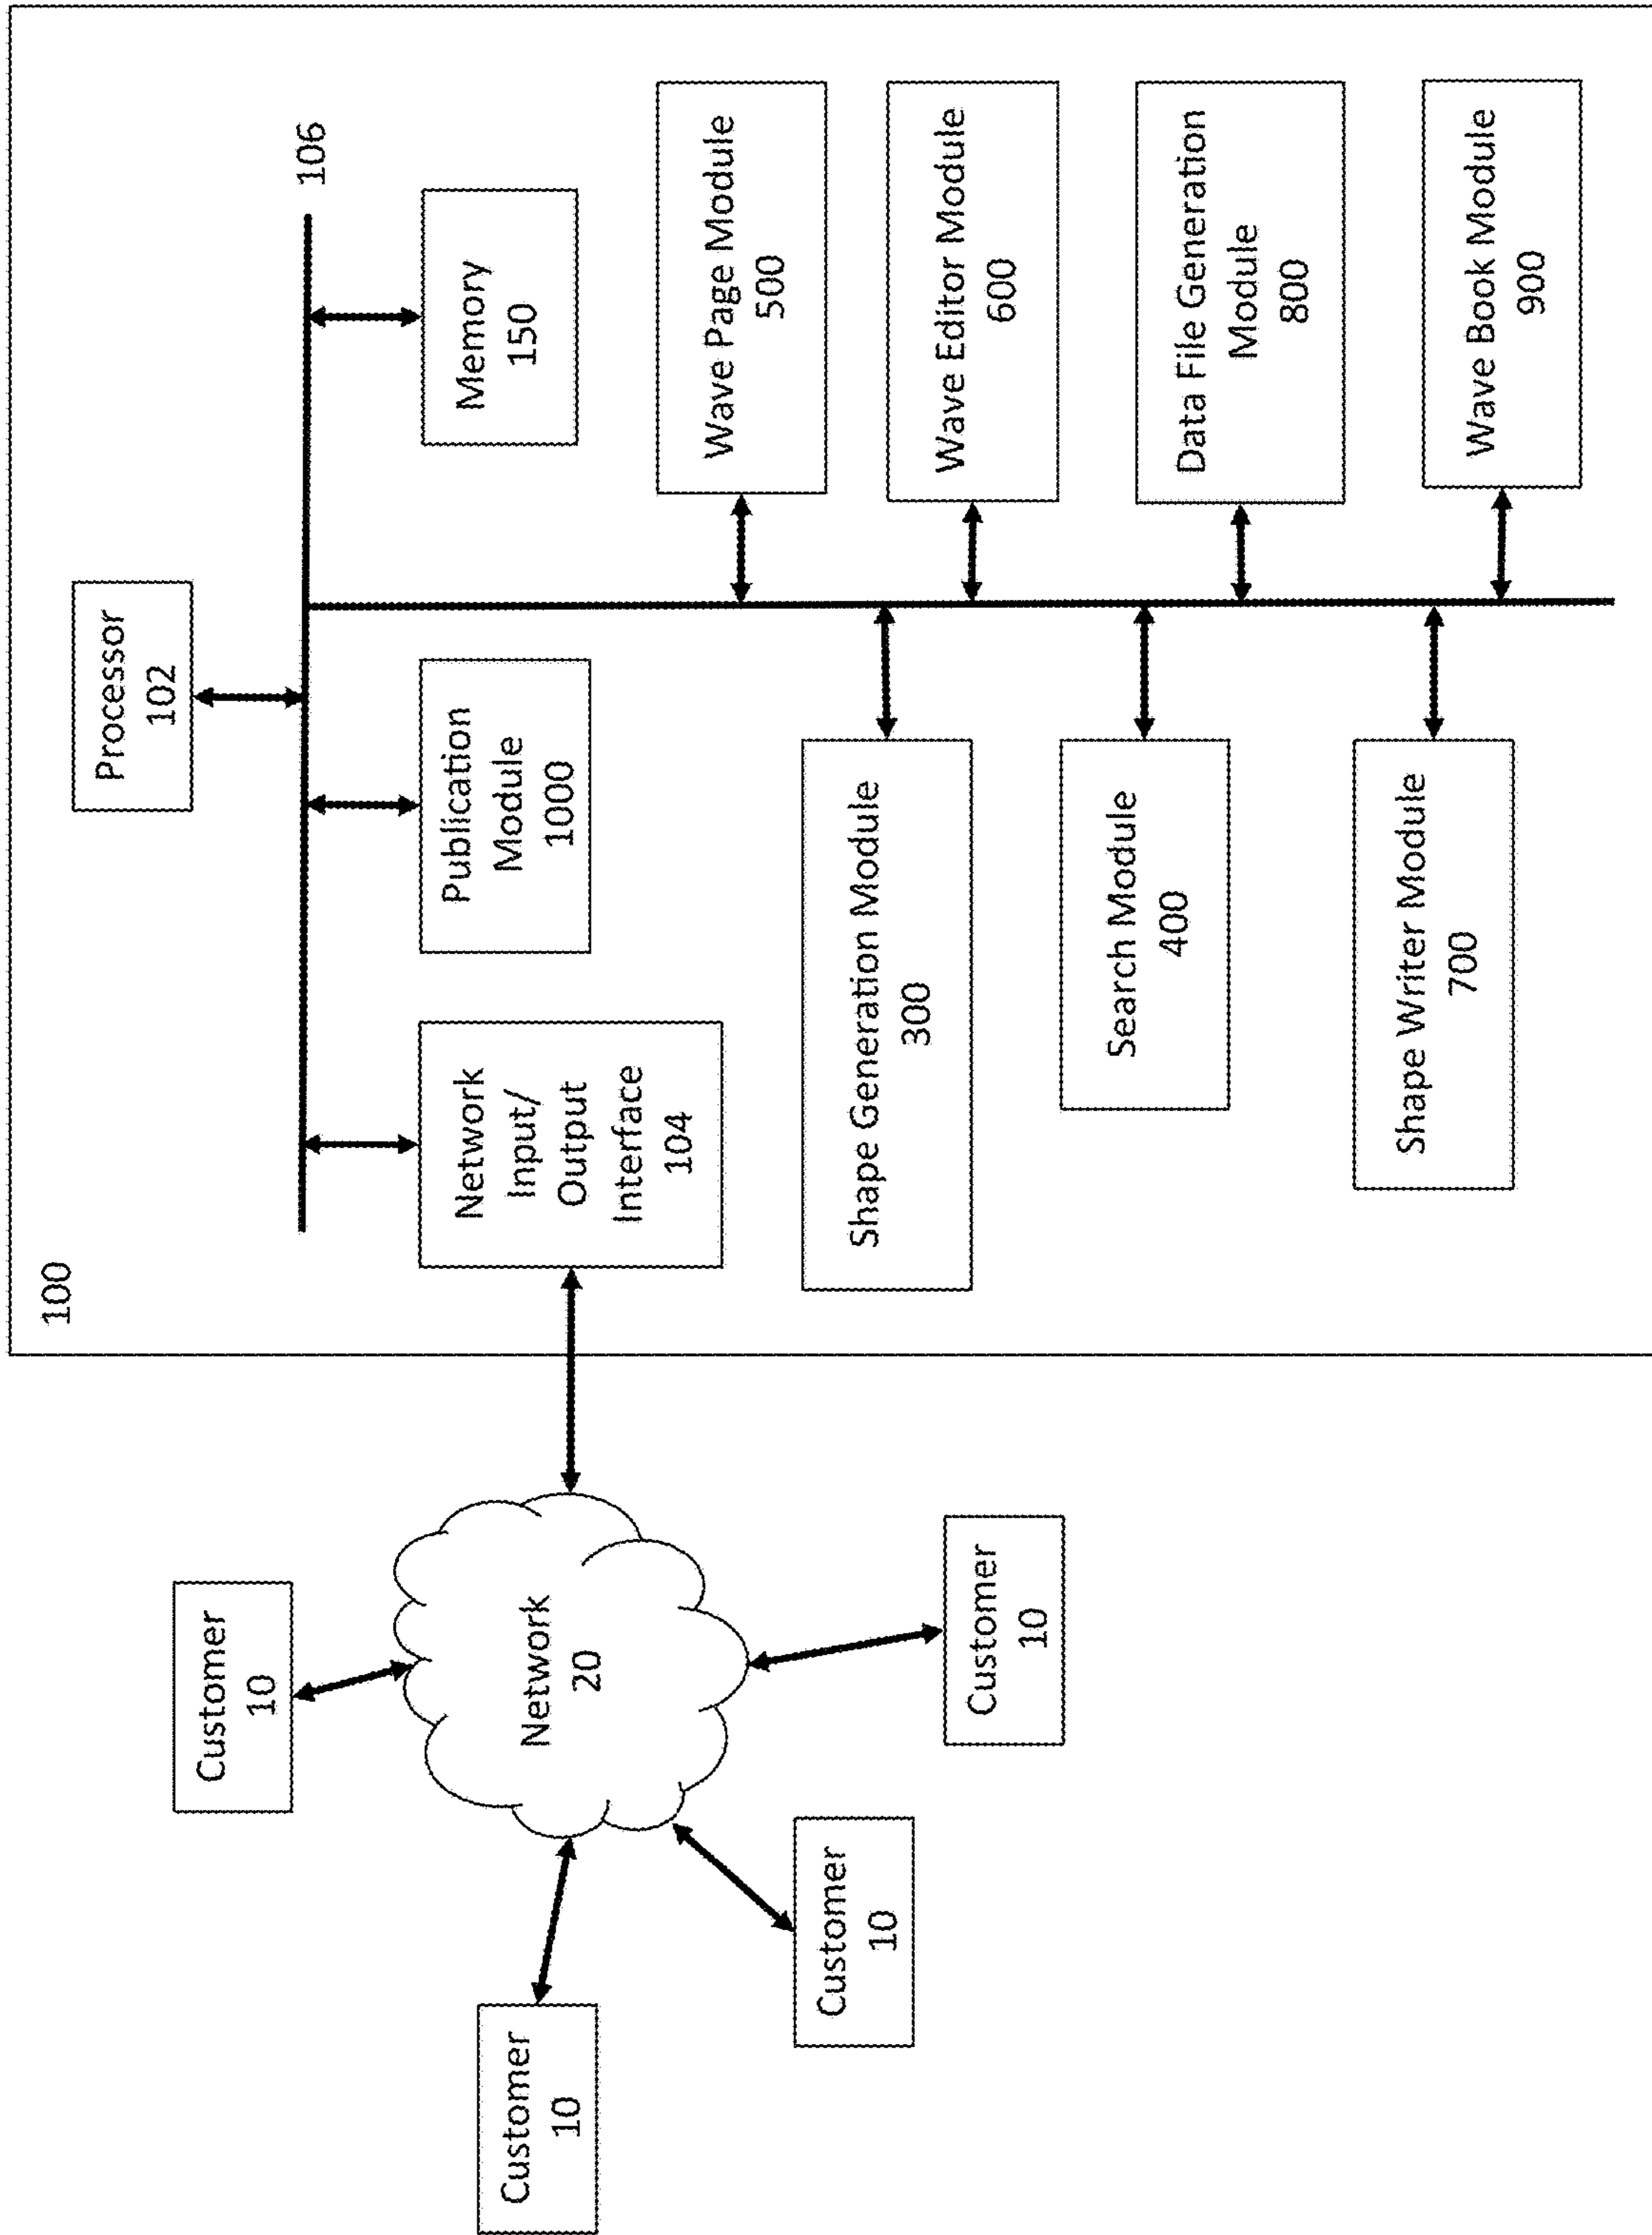 100
Processor
102
106
Network
Input/
Output
Interface
104
Publication
Module
1000
Memory
150
Customer
10
Customer
10
Network
20
Customer
10
Customer
10
Shape Generation Module
300
Wave Page Module
500
Search Module
400
Wave Editor Module
600
Shape Writer Module
700
Data File Generation
Module
800
Wave Book Module
900